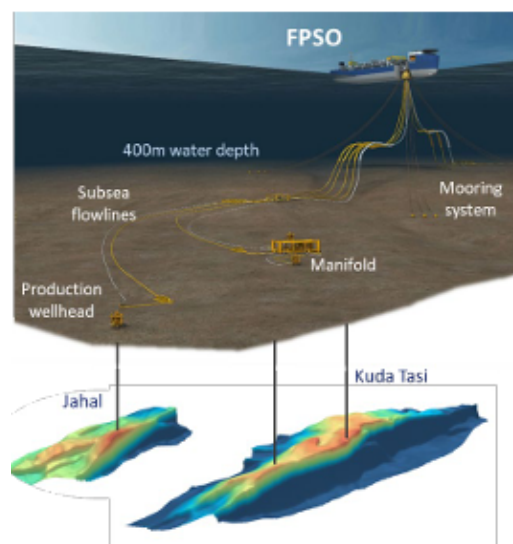 FPSO
400m water depth
Subsea
flowlines
Mooring
system
Manifold
Production
wellhead
Kuda Tasi
Jahal